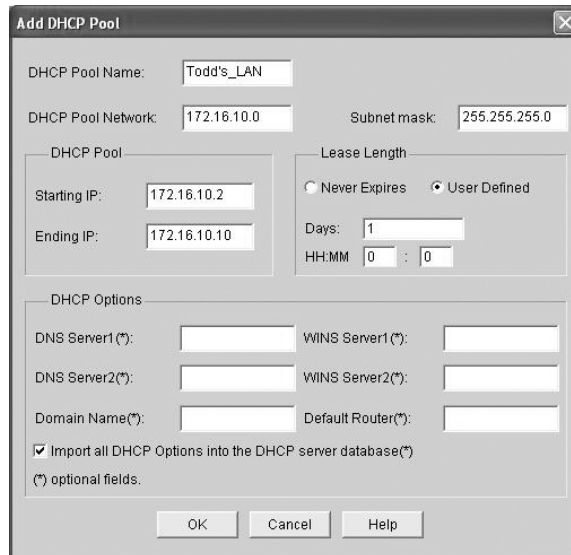 Add DHCP Pool
DHCP Pool Name: Todd's_LAN
DHCP Pool Network: 172.16.10.0 Subnet mask: 255.255.255.0
DHCP Pool
Starting IP: 172.16.10.2
Ending IP: 172.16.10.10
Lease Length
Never Expires User Defined
Days: 1
HH:MM 0 : 0
DHCP Options
DNS Server1(*): WINS Server1(*):
DNS Server2(*): WINS Server2(*):
Domain Name(*): Default Router(*):
Import all DHCP Options into the DHCP server database(*)
(*) optional fields.
OK Cancel Help